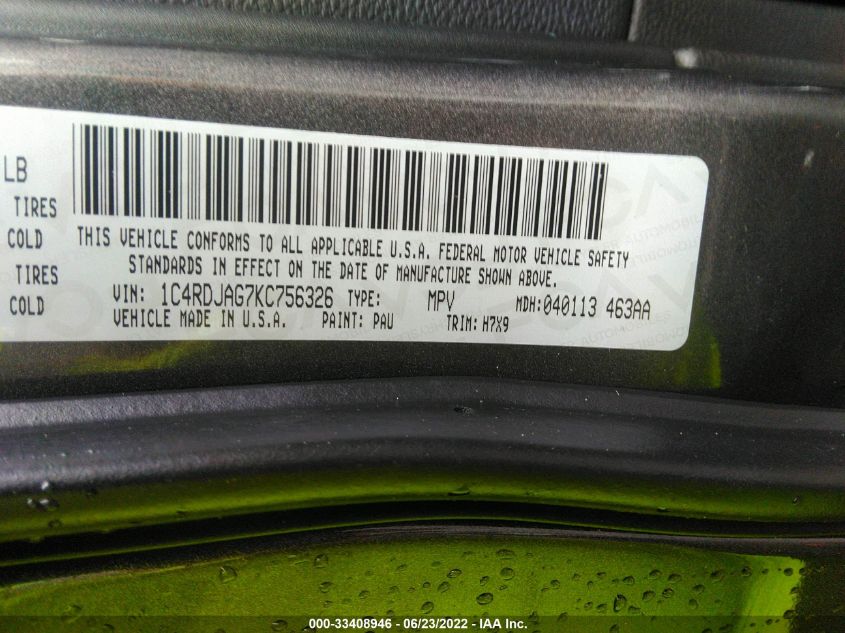 LB
TIRES
COLD
TIRES
COLD
THIS VEHICLE CONFORMS TO ALL APPLICABLE U.S.A. FEDERAL MOTOR VEHICLE SAFETY
STANDARDS IN EFFECT ON THE DATE OF MANUFACTURE SHOWN ABOVE.
VIN: 1C4RDJAG7KC756326 TYPE: MPV MDH:040113 463AA
VEHICLE MADE IN U.S.A. PAINT: PAU TRIM: H7X9
000-33408946 - 06/23/2022 - IAA Inc.